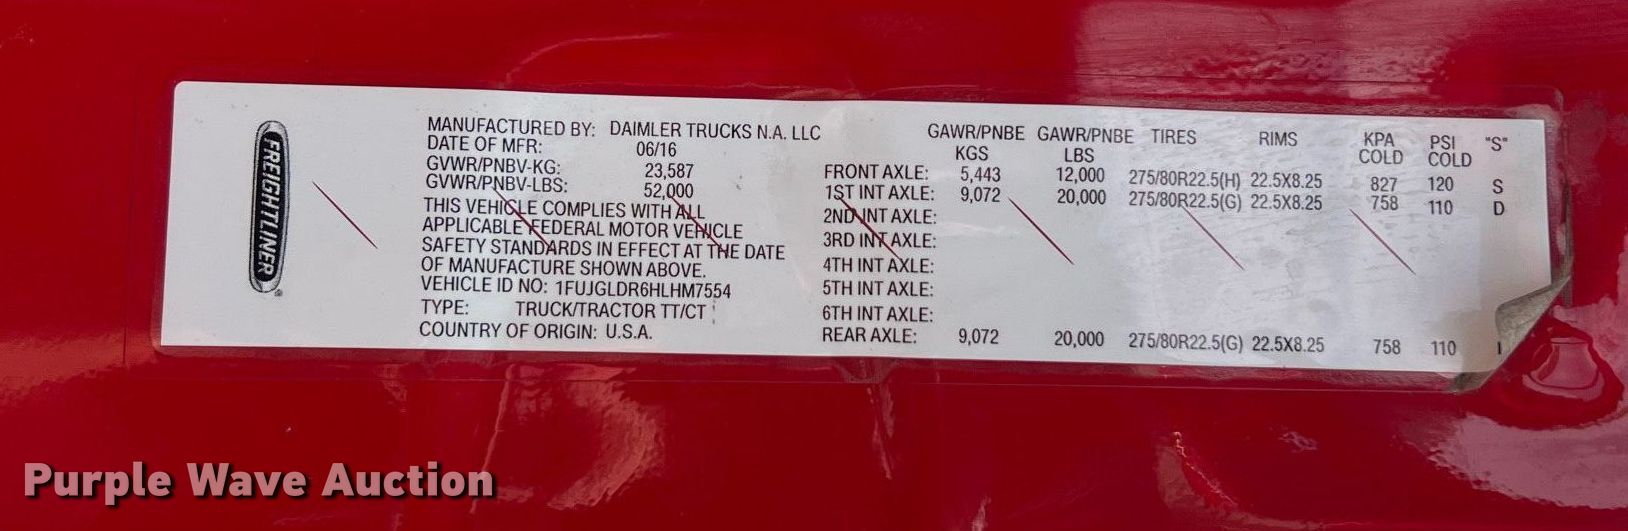 FREIGHTLINER
MANUFACTURED BY: DAIMLER TRUCKS N.A. LLC
DATE OF MFR: 06/16
GVWR/PNBV-KG: 23,587
GVWR/PNBV-LBS: 52,000
THIS VEHICLE COMPLIES WITH ALL
APPLICABLE FEDERAL MOTOR VEHICLE
SAFETY STANDARDS IN EFFECT AT THE DATE
OF MANUFACTURE SHOWN ABOVE.
VEHICLE ID NO: 1FUJGLDR6HLHM7554
TYPE: TRUCK/TRACTOR TT/CT
COUNTRY OF ORIGIN: U.S.A.
GAWR/PNBE GAWR/PNBE TIRES RIMS KPA PSI "S"
KGS LBS COLD COLD
FRONT AXLE: 5,443 12,000 275/80R22.5(H) 22.5X8.25 827 120 S
1ST INT AXLE: 9,072 20,000 275/80R22.5(G) 22.5X8.25 758 110 D
2ND INT AXLE:
3RD INT AXLE:
4TH INT AXLE:
5TH INT AXLE:
6TH INT AXLE:
REAR AXLE: 9,072 20,000 275/80R22.5(G) 22.5X8.25 758 110
Purple Wave Auction